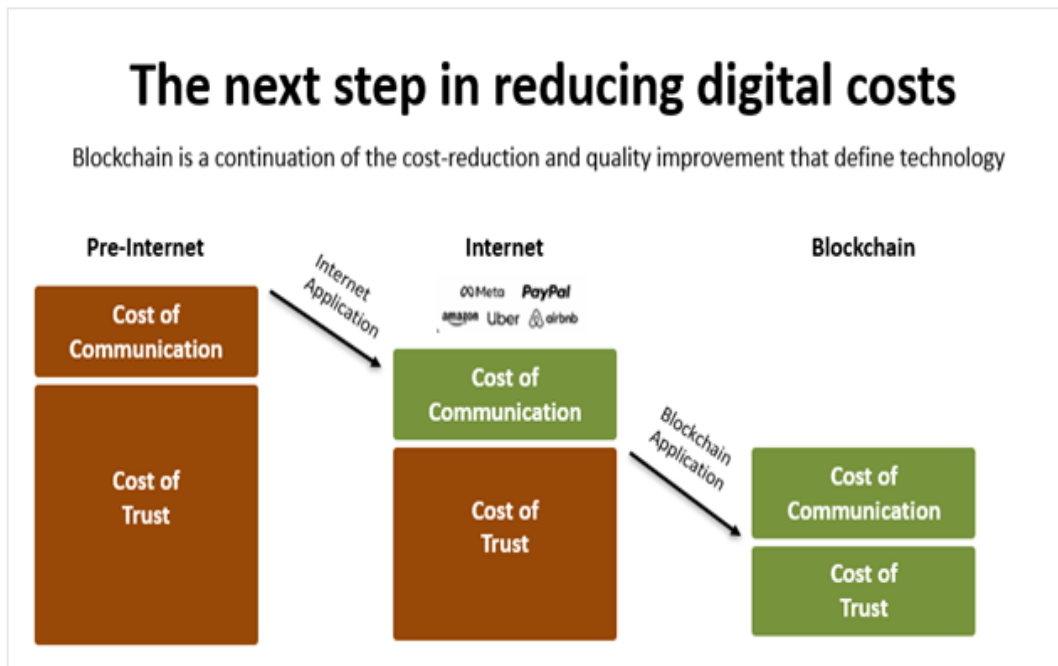 The next step in reducing digital costs
Blockchain is a continuation of the cost-reduction and quality improvement that define technology
Pre-Internet
Internet
Blockchain
Internet
Application
Meta PayPal
amazon Uber airbnb
Cost of
Communication
Cost of
Trust
Cost of
Communication
Cost of
Trust
Blockchain
Application
Cost of
Communication
Cost of
Trust